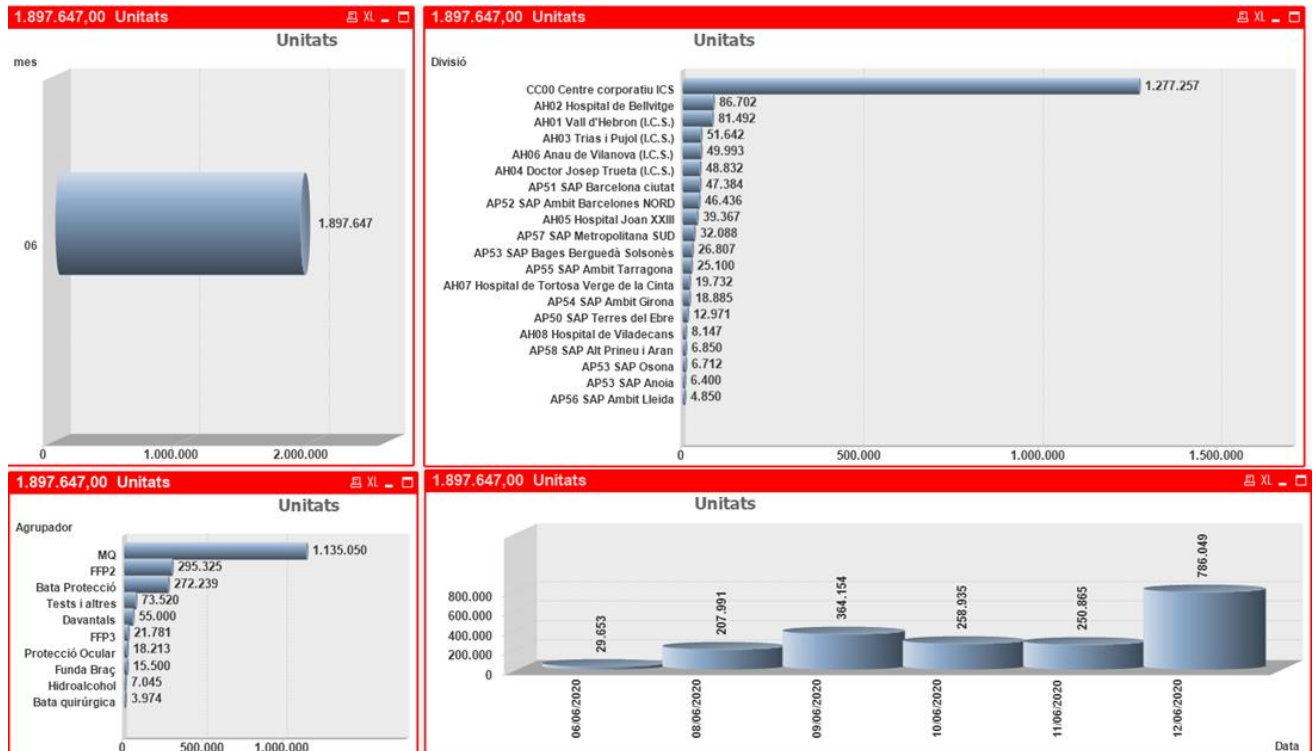 1.897.647,00 Unitats
XL
Unitats
mes
06
1.897.647
0 1.000.000 2.000.000
1.897.647,00 Unitats
XL
Unitats
Divisió
CC00 Centre corporatiu ICS 1.277.257
AH02 Hospital de Bellvitge 86.702
AH01 Vall d'Hebron (I.C.S.) 81.492
AH03 Trias i Pujol (I.C.S.) 51.642
AH06 Anau de Vilanova (I.C.S.) 49.993
AH04 Doctor Josep Trueta (I.C.S.) 48.832
AP51 SAP Barcelona ciutat 47.384
AP52 SAP Ambit Barcelones NORD 46.436
AH05 Hospital Joan XXIII 39.367
AP57 SAP Metropolitana SUD 32.088
AP53 SAP Bages Berguedà Solsonès 26.807
AP55 SAP Ambit Tarragona 25.100
AH07 Hospital de Tortosa Verge de la Cinta 19.732
AP54 SAP Ambit Girona 18.885
AP50 SAP Terres del Ebre 12.971
AH08 Hospital de Viladecans 8.147
AP58 SAP Alt Prineu i Aran 6.850
AP53 SAP Osona 6.712
AP53 SAP Anoia 6.400
AP56 SAP Ambit Lleida 4.850
0 500.000 1.000.000 1.500.000
1.897.647,00 Unitats
XL
Unitats
Agrupador
MQ 1.135.050
FFP2 295.325
Bata Protecció 272.239
Tests i altres 73.520
Davantals 55.000
FFP3 21.781
Protecció Ocular 18.213
Funda Braç 15.500
Hidroalcohol 7.045
Bata quirúrgica 3.974
0 500.000 1.000.000
1.897.647,00 Unitats
XL
Unitats
800.000
600.000
400.000
200.000
0
29.653 207.991 364.154 258.935 250.865 786.049
06/06/2020 08/06/2020 09/06/2020 10/06/2020 11/06/2020 12/06/2020
Data